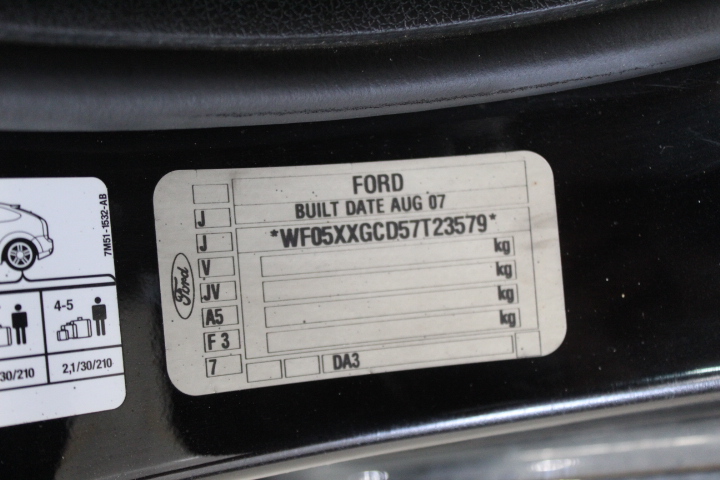 FORD
BUILT DATE AUG 07
*WF05XXGCD57T23579*
J
J
kg
V
kg
JV
kg
A5
kg
F 3
7
DA3
Ford
7M51-1532-AB
4-5
30/210
2,1/30/210